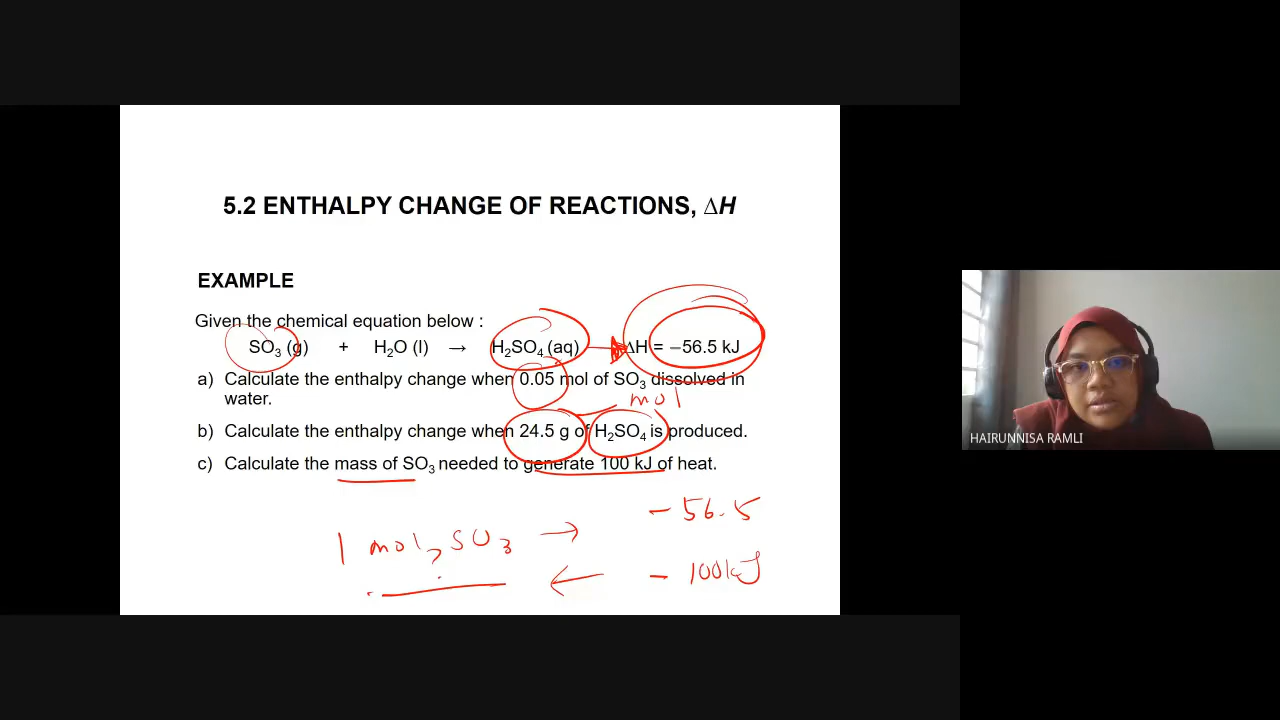 5.2 ENTHALPY CHANGE OF REACTIONS, ∆H
EXAMPLE
Given the chemical equation below :
SO₃ (g) + H₂O (l) → H₂SO₄ (aq) ∆H = −56.5 kJ
a) Calculate the enthalpy change when 0.05 mol of SO₃ dissolved in
water.
mol
b) Calculate the enthalpy change when 24.5 g of H₂SO₄ is produced.
c) Calculate the mass of SO₃ needed to generate 100 kJ of heat.
1 mol, SO₃ → − 56.5
← − 100kJ
HAIRUNNISA RAMLI